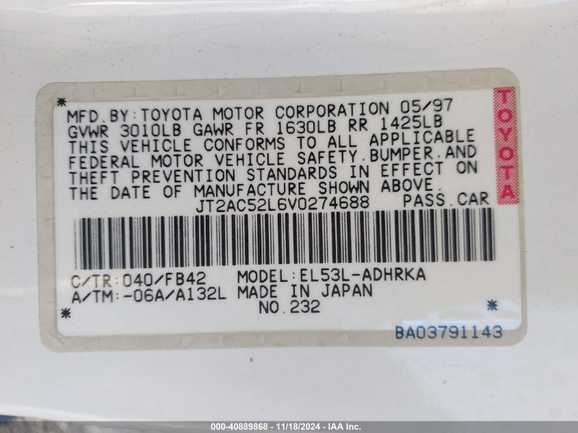 MFD.BY:TOYOTA MOTOR CORPORATION 05/97
GVWR 3010LB GAWR FR 1630LB RR 1425LB
THIS VEHICLE CONFORMS TO ALL APPLICABLE
FEDERAL MOTOR VEHICLE SAFETY.BUMPER.AND
THEFT PREVENTION STANDARDS IN EFFECT ON
THE DATE OF MANUFACTURE SHOWN ABOVE.
JT2AC52L6V0274688 PASS.CAR
TOYOTA
C/TR:040/FB42 MODEL:EL53L-ADHRKA
A/TM:-06A/A132L MADE IN JAPAN
NO.232
BA03791143
000-40889868 - 11/18/2024 - IAA Inc.